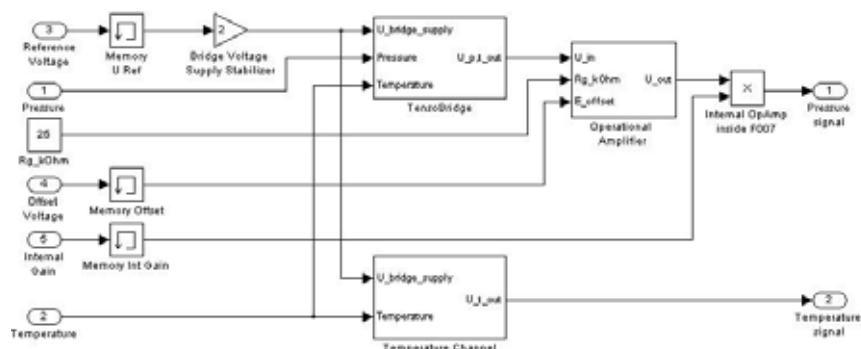 3
Reference
Voltage
Memory
U Ref
2
Bridge Voltage
Supply Stabilizer
1
Pressure
25
Rg_kOhm
4
Offset
Voltage
Memory Offset
5
Internal
Gain
Memory Int Gain
2
Temperature
U_bridge_supply
Pressure
Temperature
U_p,t_out
TenzoBridge
U_in
Rg_kOhm
E_offset
U_out
Operational
Amplifier
×
Internal OpAmp
inside F007
1
Pressure
signal
U_bridge_supply
Temperature
U_t_out
Temperature Channel
2
Temperature
signal